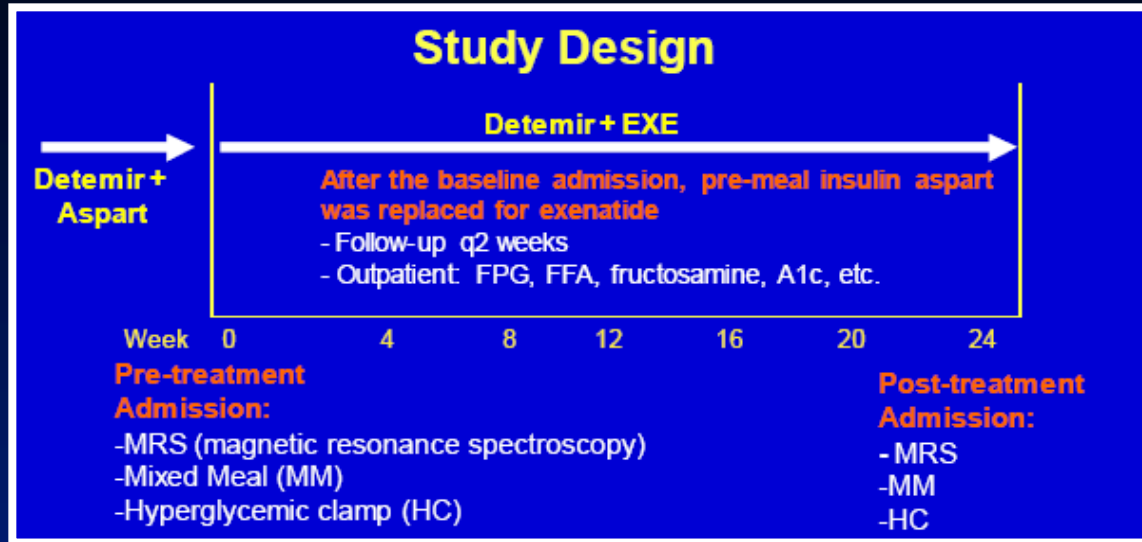 Study Design
Detemir + EXE
Detemir +
Aspart
After the baseline admission, pre-meal insulin aspart
was replaced for exenatide
- Follow-up q2 weeks
- Outpatient: FPG, FFA, fructosamine, A1c, etc.
Week 0 4 8 12 16 20 24
Pre-treatment
Admission:
-MRS (magnetic resonance spectroscopy)
-Mixed Meal (MM)
-Hyperglycemic clamp (HC)
Post-treatment
Admission:
- MRS
-MM
-HC